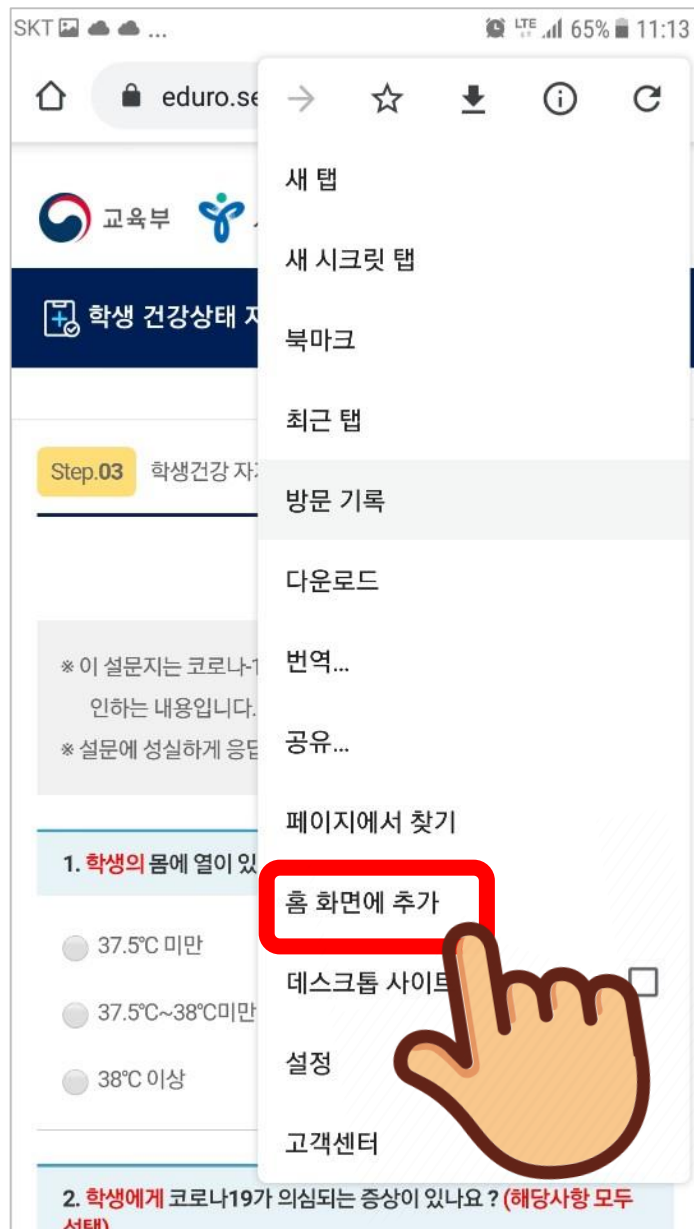 SKT ... LTE 65% 11:13
eduro.se
교육부
새 탭
새 시크릿 탭
학생 건강상태
북마크
최근 탭
Step.03 학생건강
방문 기록
다운로드
※ 이 설문지는 코로나-1
번역...
인하는 내용입니다.
※ 설문에 성실하게
공유...
페이지에서 찾기
1. 학생의 몸에 열이 있
홈 화면에 추가
37.5℃ 미만
데스크톱 사이트
37.5℃~38℃미만
설정
38℃ 이상
고객센터
2. 학생에게 코로나19가 의심되는 증상이 있나요 ? (해당사항 모두
선택)